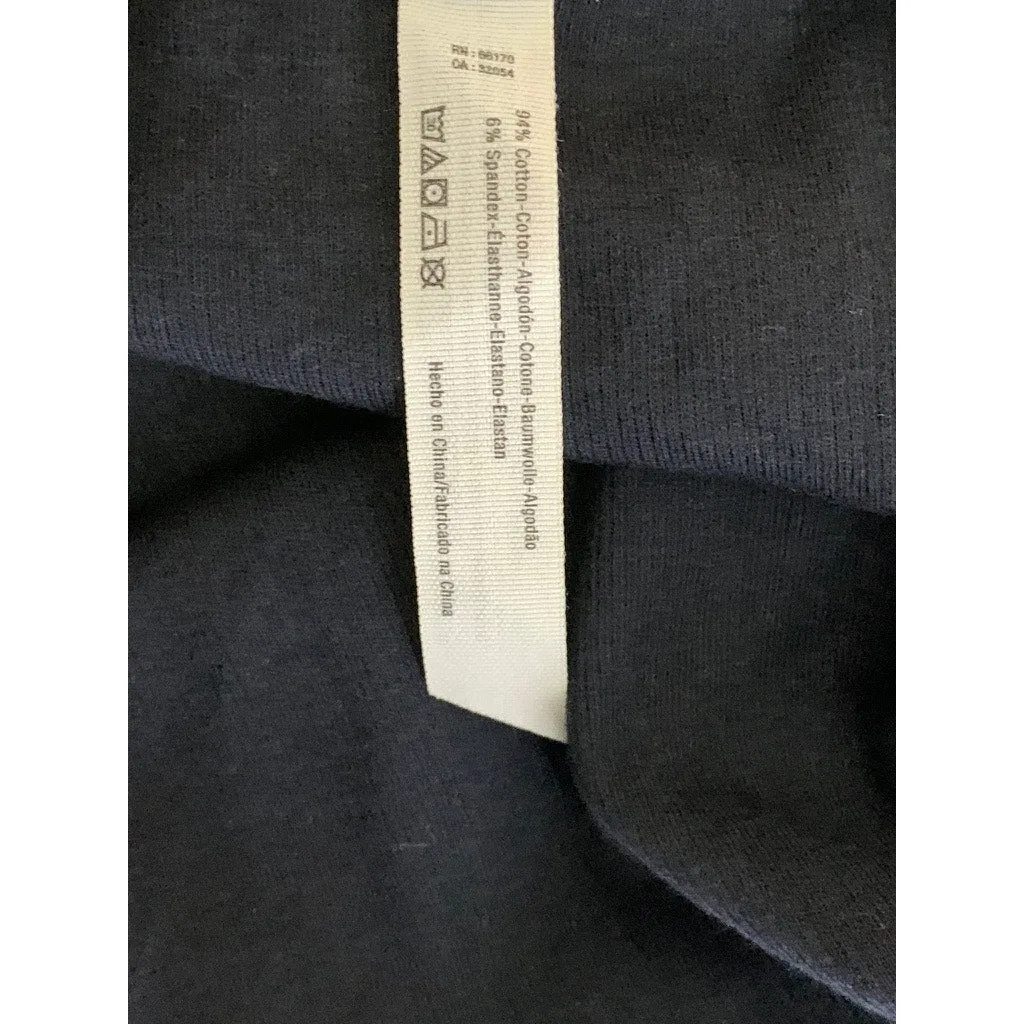 RN: 66170
CA: 32054
94% Cotton-Coton-Algodón-Cotone-Baumwolle-Algodão
6% Spandex-Élasthanne-Elastano-Elastan
Hecho en China/Fabricado na China